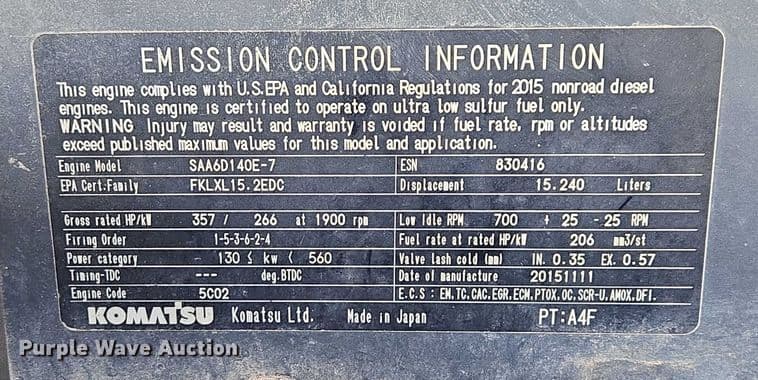 EMISSION CONTROL INFORMATION
This engine complies with U.S.EPA and California Regulations for 2015 nonroad diesel
engines. This engine is certified to operate on ultra low sulfur fuel only.
WARNING Injury may result and warranty is voided if fuel rate, rpm or altitudes
exceed published maximum values for this model and application.
Engine Model SAA6D140E-7 ESN 830416
EPA Cert.Family FKLXL15.2EDC Displacement 15.240 Liters
Gross rated HP/kW 357 / 266 at 1900 rpm Low Idle RPM 700 + 25 - 25 RPM
Firing Order 1-5-3-6-2-4 Fuel rate at rated HP/kW 206 mm3/st
Power category 130 ≤ kw < 560 Valve lash cold (mm) IN. 0.35 EX. 0.57
Timing-TDC --- deg.BTDC Date of manufacture 20151111
Engine Code 5C02 E.C.S : EM.TC.CAC.EGR.ECM.PTOX.OC.SCR-U.AMOX.DFI.
KOMATSU Komatsu Ltd. Made in Japan PT:A4F
Purple Wave Auction